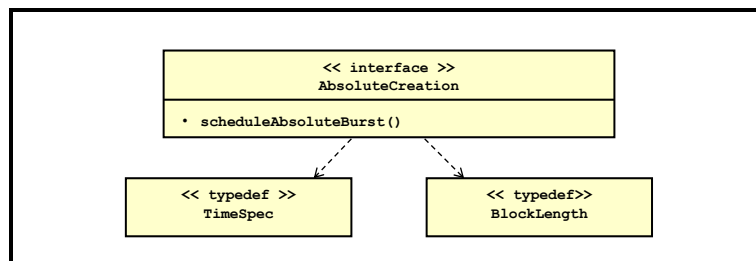 << interface >>
AbsoluteCreation
• scheduleAbsoluteBurst()
<< typedef >>
TimeSpec
<< typedef>>
BlockLength